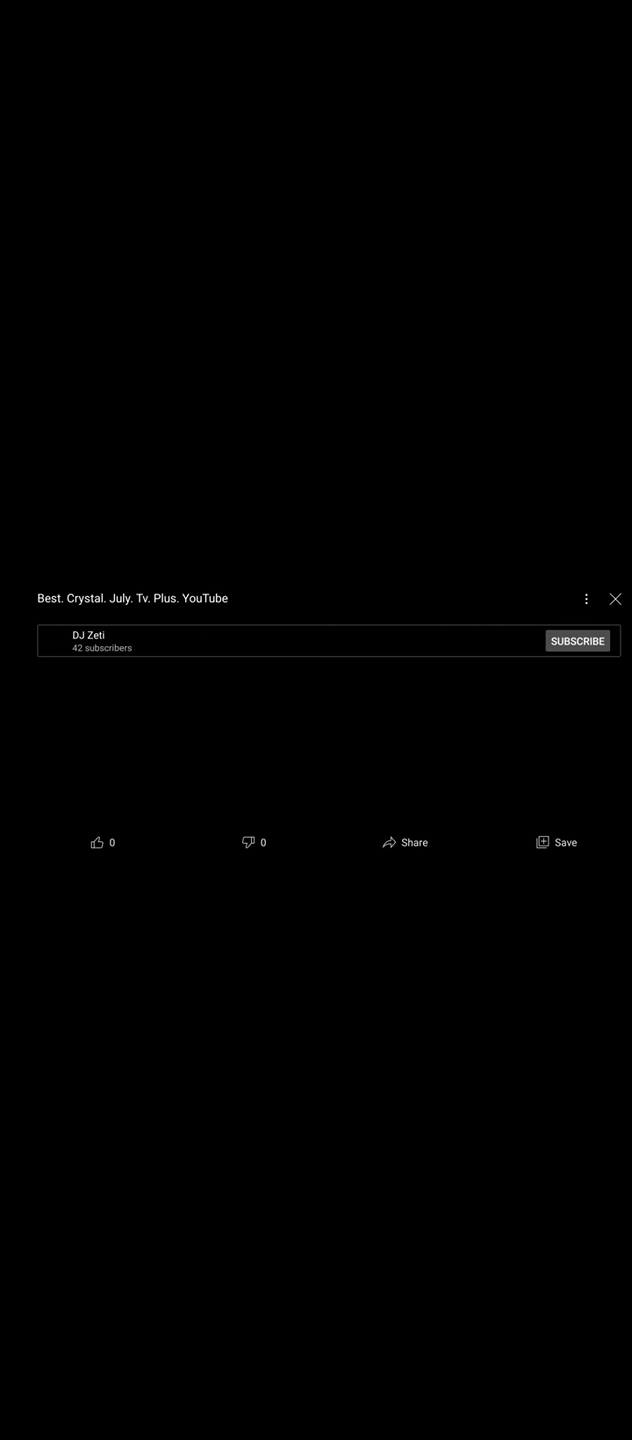 Best. Crystal. July. Tv. Plus. YouTube
DJ Zeti
42 subscribers
SUBSCRIBE
0
0
Share
Save